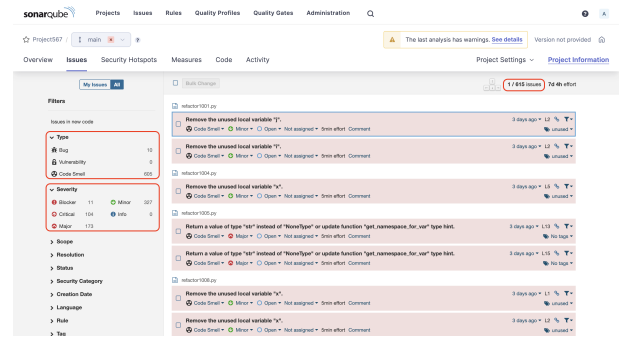 sonarqube Projects Issues Rules Quality Profiles Quality Gates Administration A
Project567 / main The last analysis has warnings. See details Version not provided
Overview Issues Security Hotspots Measures Code Activity Project Settings Project Information
My Issues All Bulk Change 1 / 615 issues 7d 4h effort
Filters
Issues in new code
Type
Bug 10
Vulnerability 0
Code Smell 605
Severity
Blocker 11 Minor 327
Critical 104 Info 0
Major 173
Scope
Resolution
Status
Security Category
Creation Date
Language
Rule
Tag
refactor1001.py
Remove the unused local variable "j". 3 days ago L2
Code Smell Minor Open Not assigned 5min effort Comment unused
Remove the unused local variable "i". 3 days ago L2
Code Smell Minor Open Not assigned 5min effort Comment unused
refactor1004.py
Remove the unused local variable "x". 3 days ago L5
Code Smell Minor Open Not assigned 5min effort Comment unused
refactor1005.py
Return a value of type "str" instead of "NoneType" or update function "get_namespace_for_var" type hint. 3 days ago L13
Code Smell Major Open Not assigned 5min effort Comment No tags
Return a value of type "str" instead of "NoneType" or update function "get_namespace_for_var" type hint. 3 days ago L15
Code Smell Major Open Not assigned 5min effort Comment No tags
refactor1008.py
Remove the unused local variable "x". 3 days ago L1
Code Smell Minor Open Not assigned 5min effort Comment unused
Remove the unused local variable "x". 3 days ago L2
Code Smell Minor Open Not assigned 5min effort Comment unused